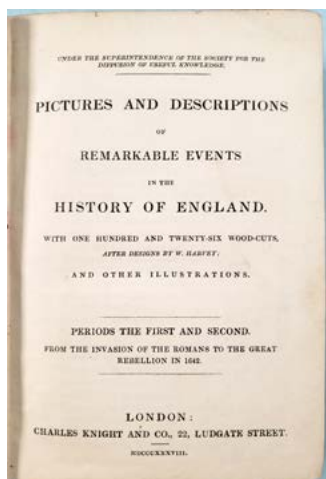 UNDER THE SUPERINTENDENCE OF THE SOCIETY FOR THE
DIFFUSION OF USEFUL KNOWLEDGE.
PICTURES AND DESCRIPTIONS
OF
REMARKABLE EVENTS
IN THE
HISTORY OF ENGLAND.
WITH ONE HUNDRED AND TWENTY-SIX WOOD-CUTS,
AFTER DESIGNS BY W. HARVEY;
AND OTHER ILLUSTRATIONS.
PERIODS THE FIRST AND SECOND.
FROM THE INVASION OF THE ROMANS TO THE GREAT
REBELLION IN 1642.
LONDON:
CHARLES KNIGHT AND CO., 22, LUDGATE STREET.
MDCCCXXXVIII.